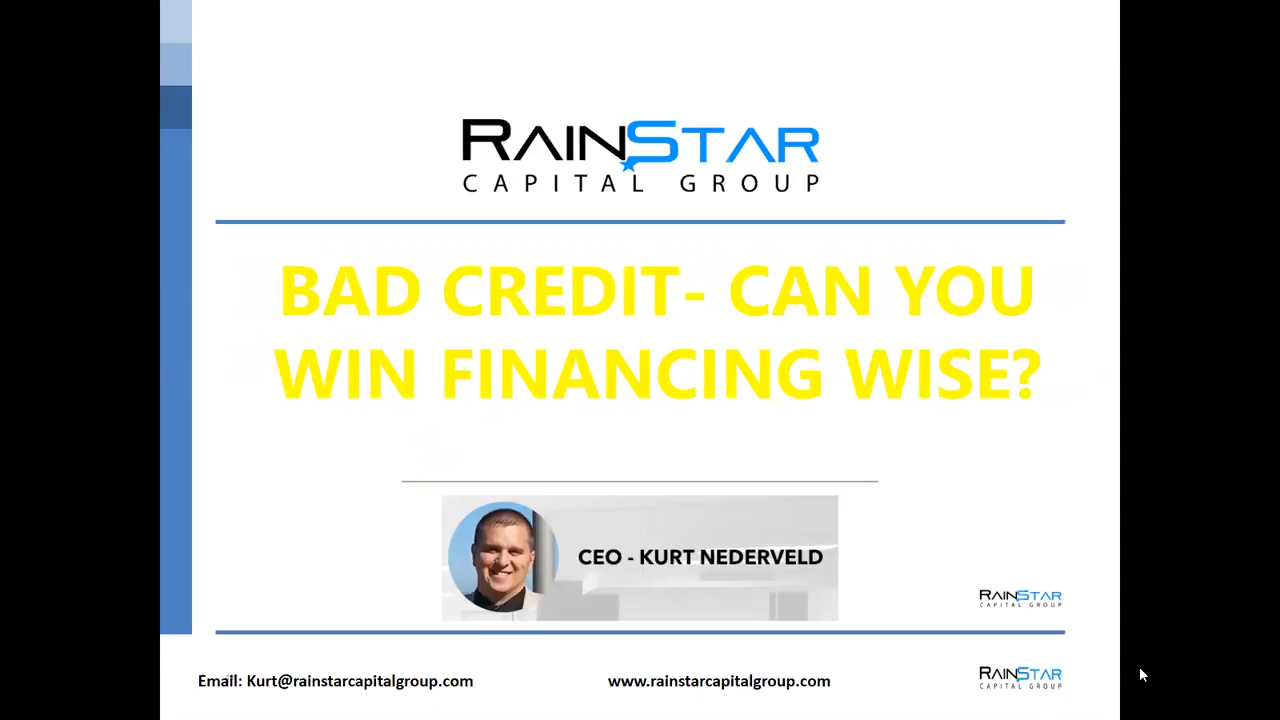 RAINSTAR
CAPITAL GROUP
BAD CREDIT- CAN YOU
WIN FINANCING WISE?
CEO - KURT NEDERVELD
RAINSTAR
CAPITAL GROUP
Email: Kurt@rainstarcapitalgroup.com www.rainstarcapitalgroup.com
RAINSTAR
CAPITAL GROUP